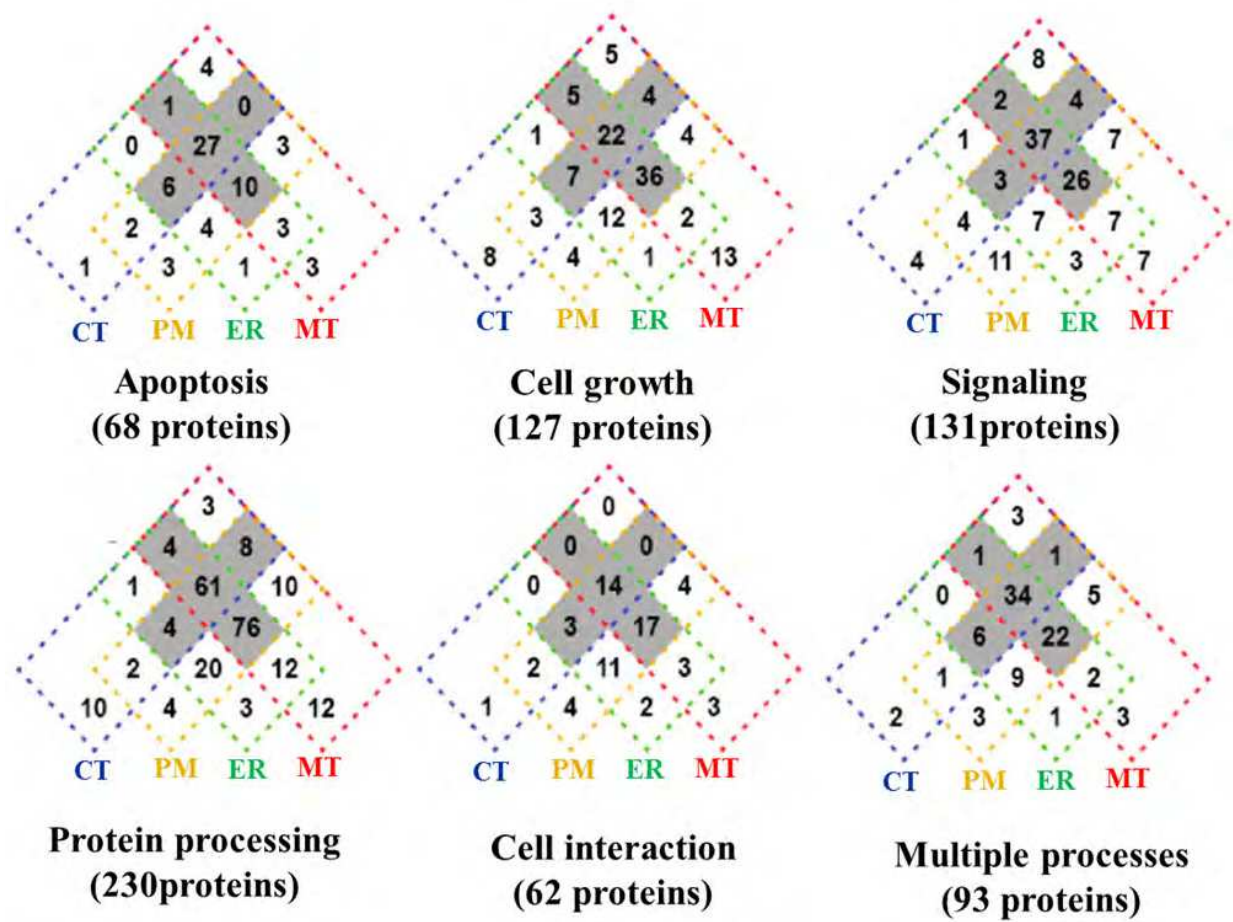 4
1 0
0 27 3
6 10
2 4 3
1 3 1 3
CT PM ER MT
Apoptosis
(68 proteins)
5
5 4
1 22 4
7 36
3 12 2
8 4 1 13
CT PM ER MT
Cell growth
(127 proteins)
8
2 4
1 37 7
3 26
4 7 7
4 11 3 7
CT PM ER MT
Signaling
(131proteins)
3
4 8
1 61 10
4 76
2 20 12
10 4 3 12
CT PM ER MT
Protein processing
(230proteins)
0
0 0
0 14 4
3 17
2 11 3
1 4 2 3
CT PM ER MT
Cell interaction
(62 proteins)
3
1 1
0 34 5
6 22
1 9 2
2 3 1 3
CT PM ER MT
Multiple processes
(93 proteins)